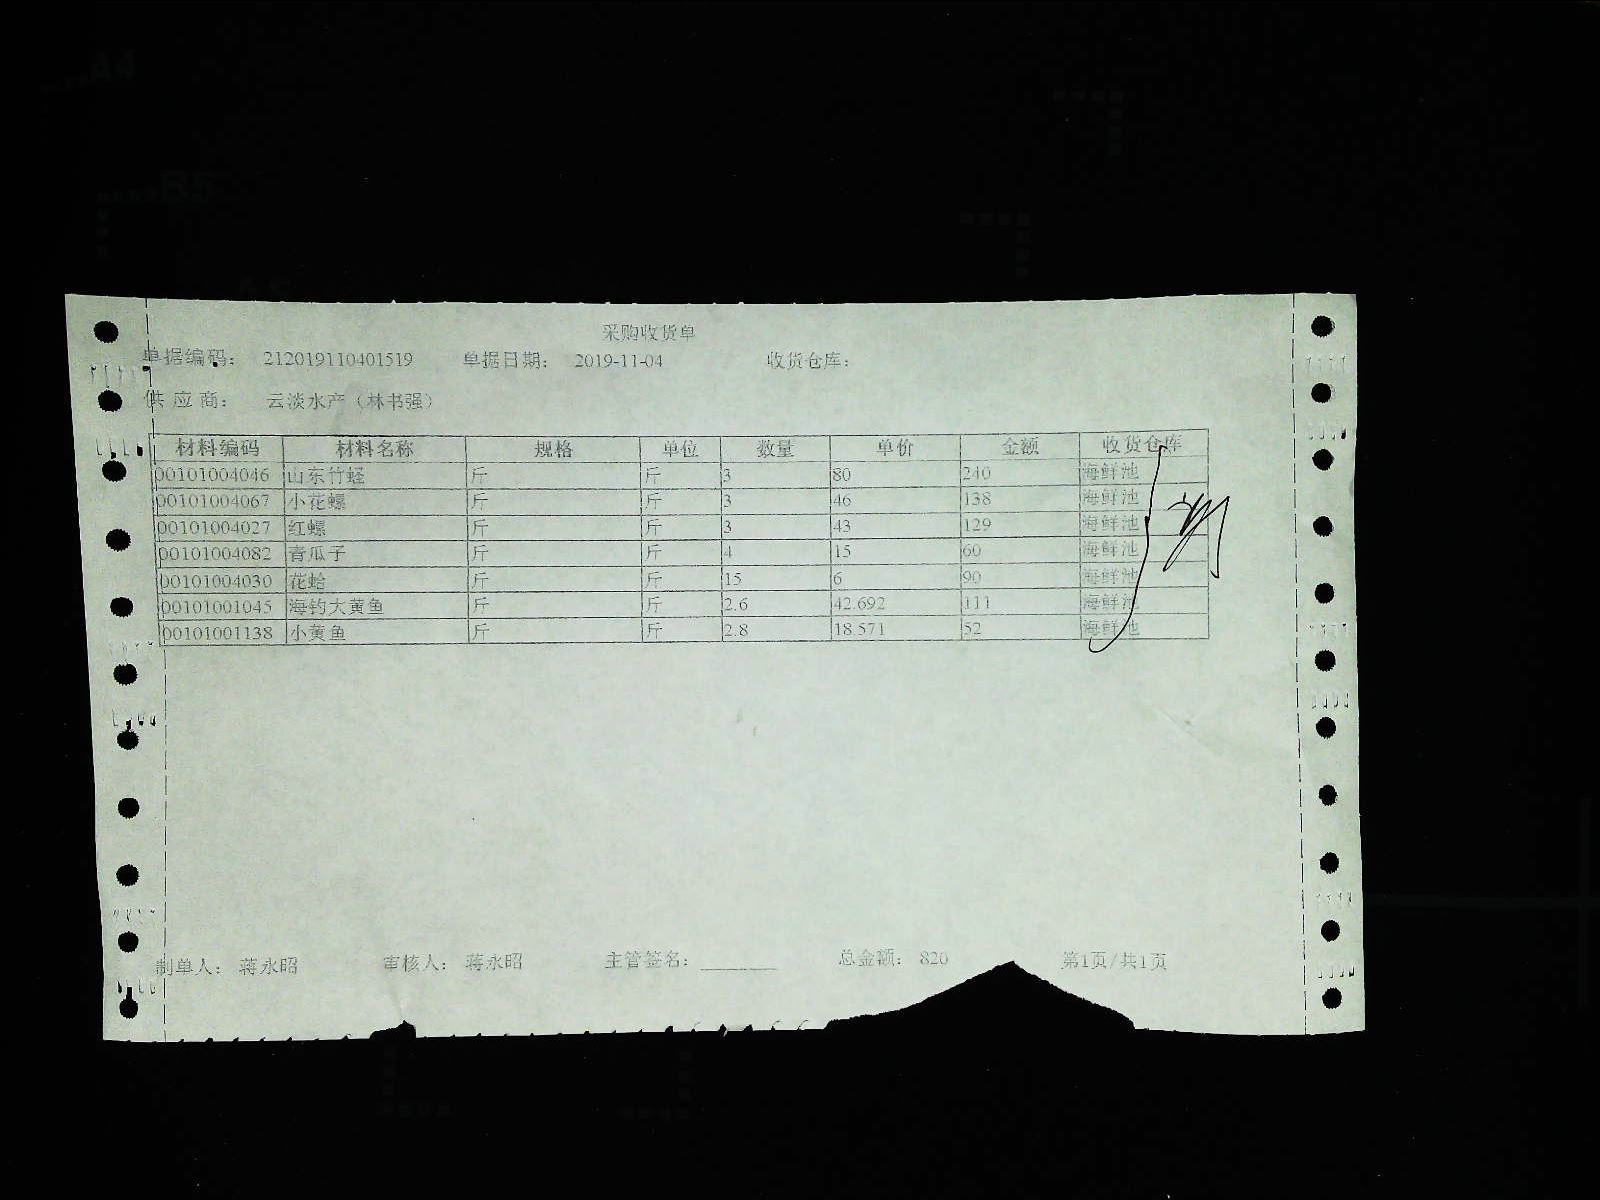 采购收货单
单据编码： 212019110401519 单据日期： 2019-11-04 收货仓库：
供应商： 云淡水产（林书强）
材料编码 材料名称 规格 单位 数量 单价 金额 收货仓库
00101004046 山东竹蛏 斤 斤 3 80 240 海鲜池
00101004067 小花螺 斤 斤 3 46 138 海鲜池
00101004027 红螺 斤 斤 3 43 129 海鲜池
00101004082 青瓜子 斤 斤 4 15 60 海鲜池
00101004030 花蛤 斤 斤 15 6 90 海鲜池
00101001045 海钓大黄鱼 斤 斤 2.6 42.692 111 海鲜池
00101001138 小黄鱼 斤 斤 2.8 18.571 52 海鲜池
制单人： 蒋永昭 审核人： 蒋永昭 主管签名：______ 总金额： 820 第1页/共1页